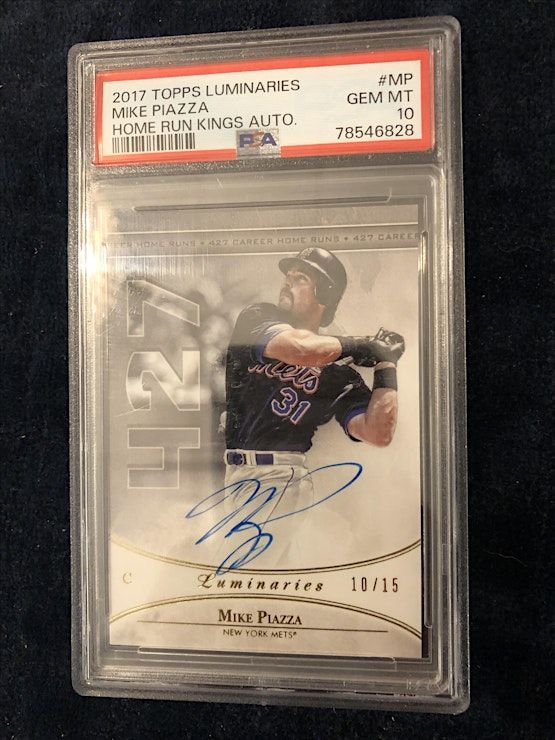 2017 TOPPS LUMINARIES #MP
MIKE PIAZZA GEM MT
HOME RUN KINGS AUTO. 10
PSA 78546828
EER HOME RUNS • 427 CAREER HOME RUNS • 427 CAREER
427
Mets
31
C Luminaries 10/15
MIKE PIAZZA
NEW YORK METS®